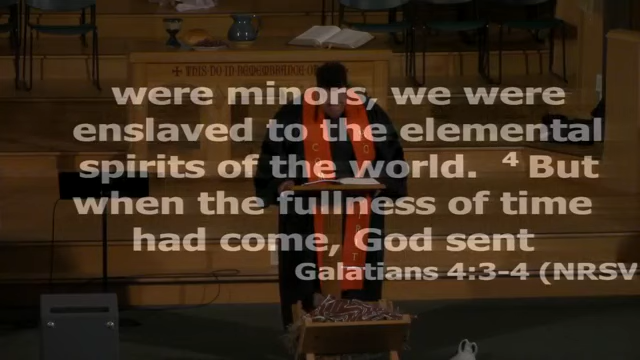 were minors, we were
enslaved to the elemental
spirits of the world. ⁴ But
when the fullness of time
had come, God sent
Galatians 4:3-4 (NRSV